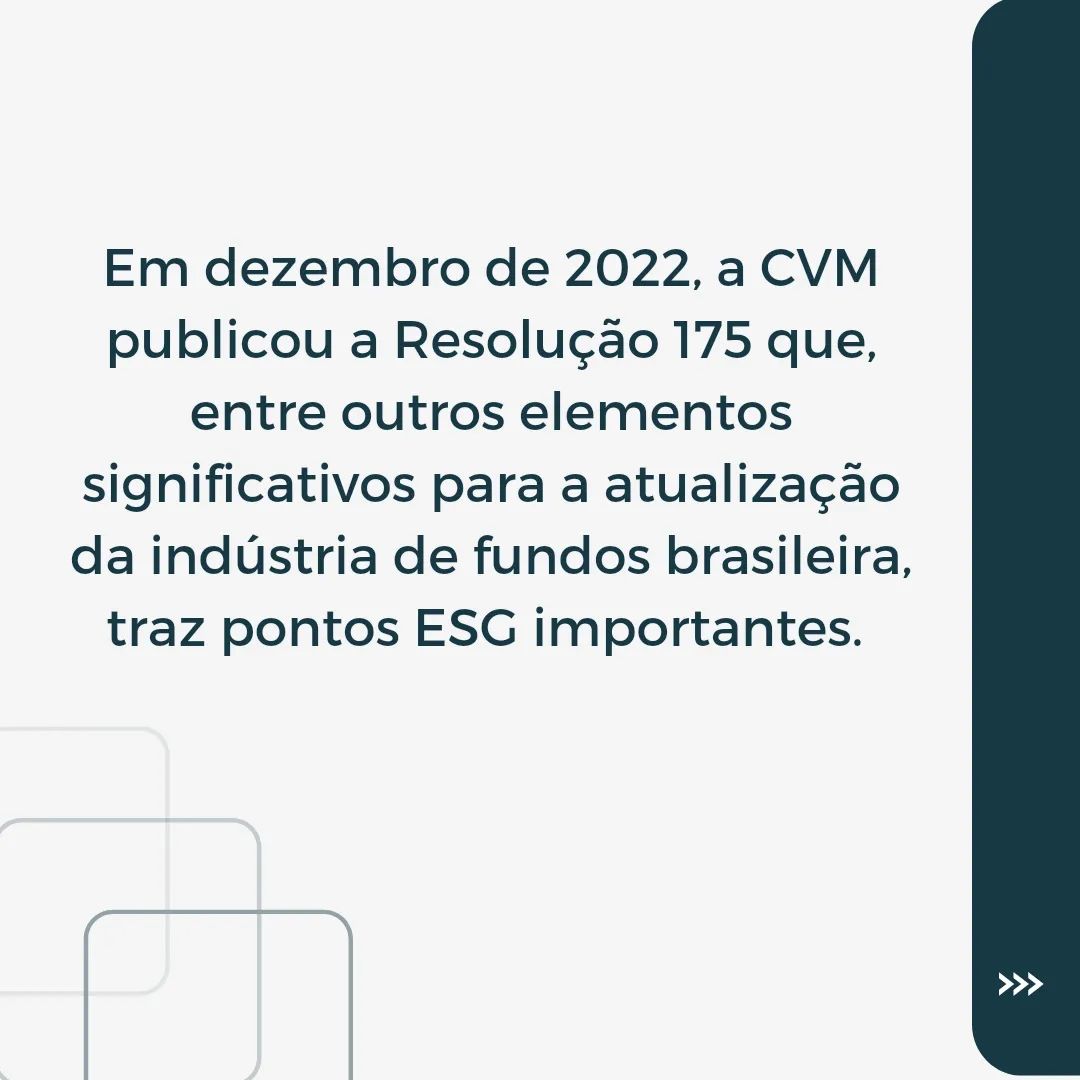 Em dezembro de 2022, a CVM
publicou a Resolução 175 que,
entre outros elementos
significativos para a atualização
da indústria de fundos brasileira,
traz pontos ESG importantes.